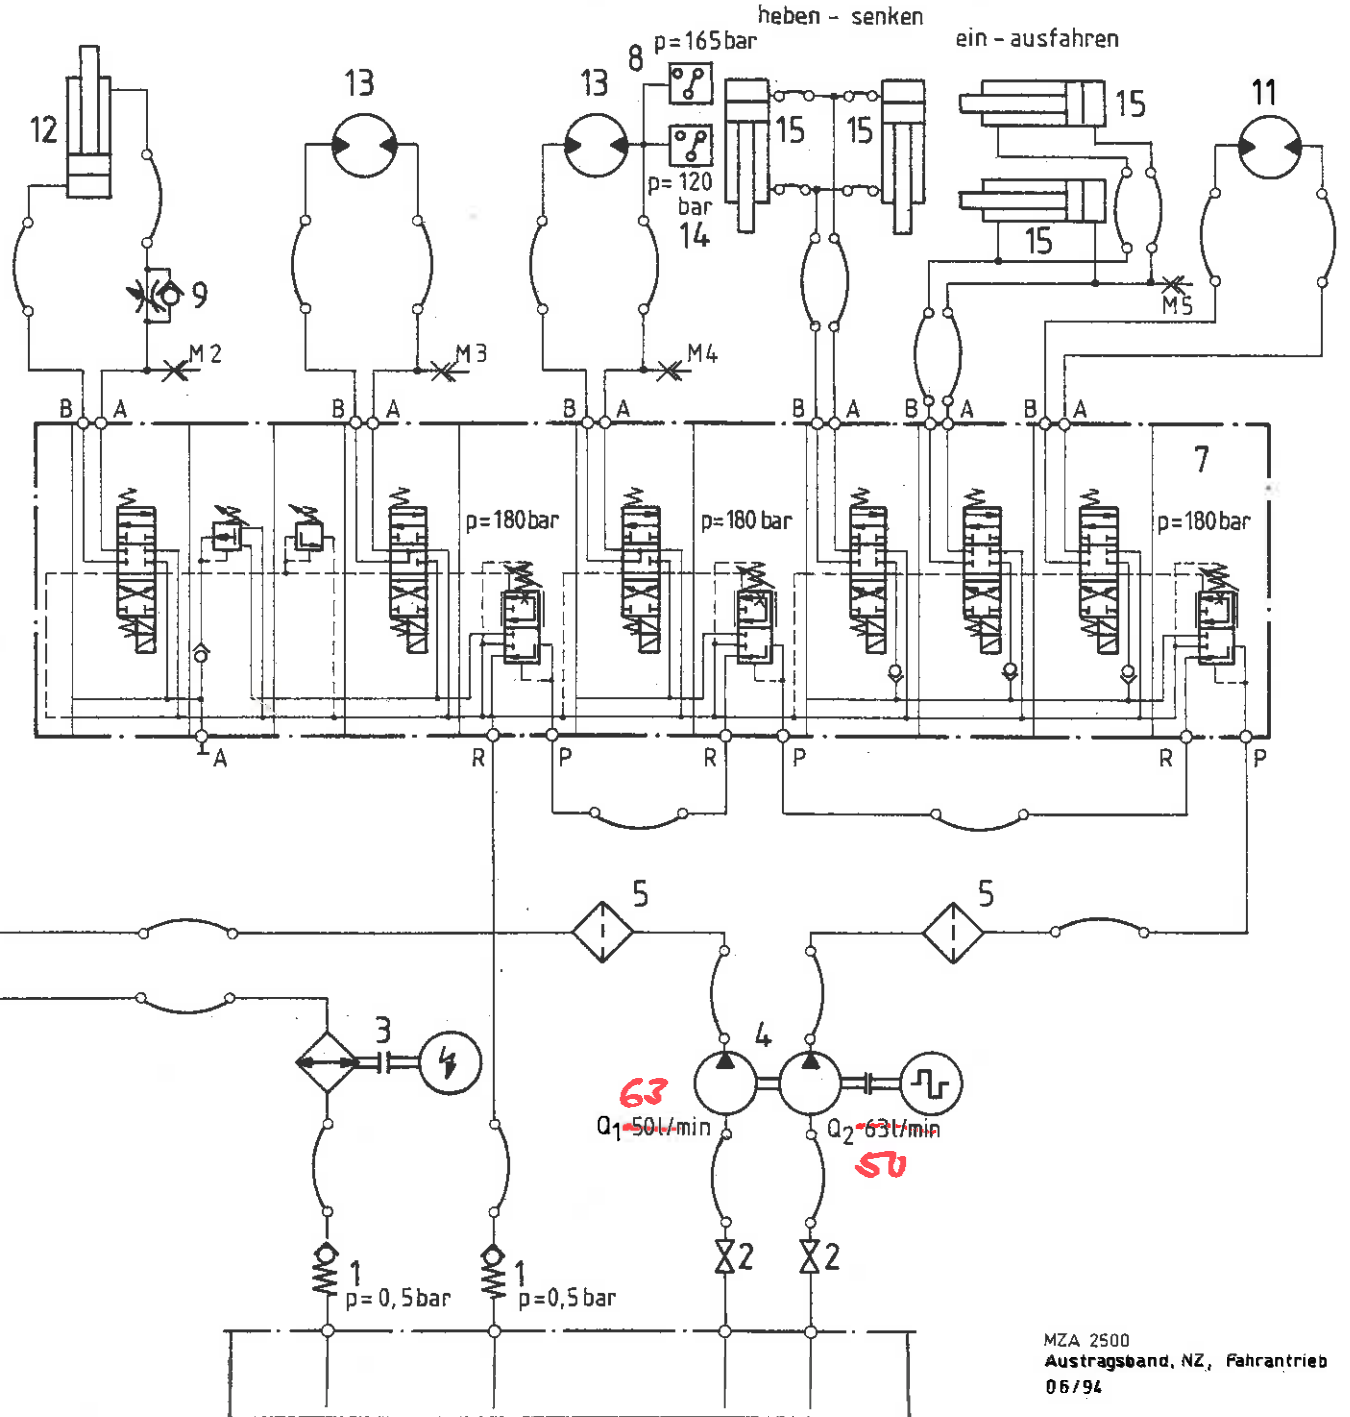 heben - senken
ein - ausfahren
8
p=165bar
12
13
13
15
15
15
11
p=120
bar
14
15
9
M2
M3
M4
M5
B A
B A
B A
B A
B A
B A
7
p=180bar
p=180bar
p=180bar
A
R
P
R
P
R
P
5
5
3
4
63
Q1 50l/min
Q2 63l/min
50
2
2
1
p=0,5bar
1
p=0,5bar
MZA 2500
Austragsband, NZ, Fahrantrieb
06/94